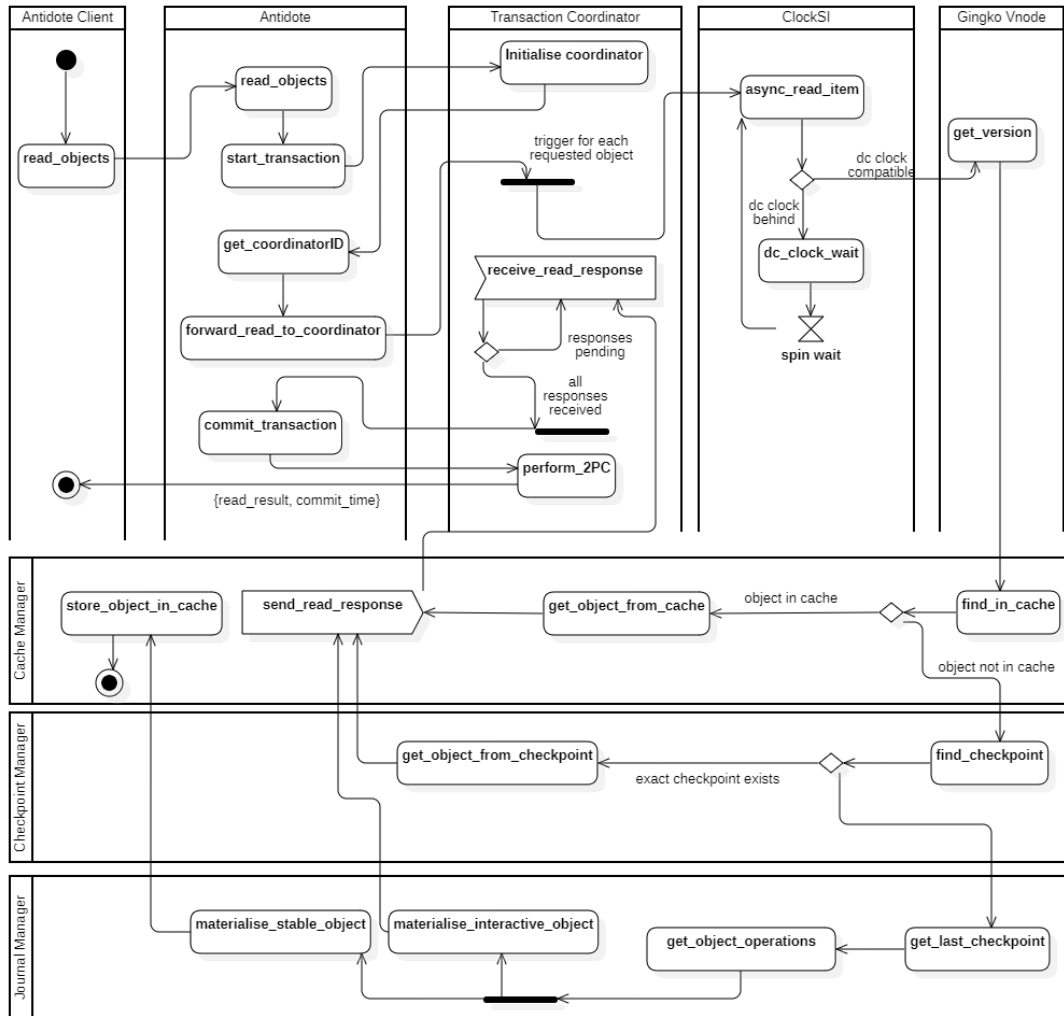 Antidote Client
Antidote
Transaction Coordinator
ClockSI
Gingko Vnode
Initialise coordinator
read_objects
async_read_item
get_version
read_objects
start_transaction
trigger for each
requested object
dc clock
compatible
dc clock
behind
get_coordinatorID
dc_clock_wait
receive_read_response
forward_read_to_coordinator
responses
pending
spin wait
all
responses
received
commit_transaction
perform_2PC
{read_result, commit_time}
Cache Manager
store_object_in_cache
send_read_response
get_object_from_cache
object in cache
find_in_cache
object not in cache
Checkpoint Manager
get_object_from_checkpoint
exact checkpoint exists
find_checkpoint
Journal Manager
materialise_stable_object
materialise_interactive_object
get_object_operations
get_last_checkpoint